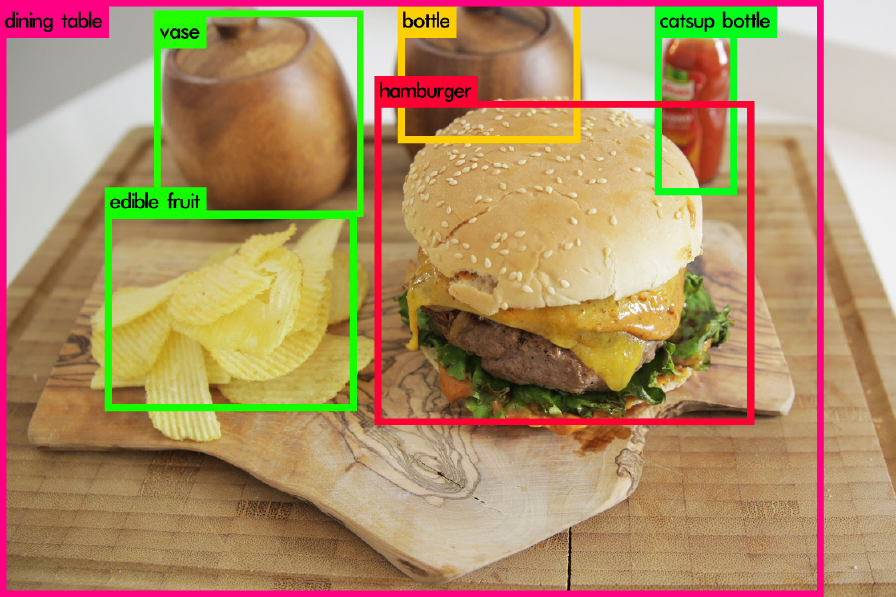 dining table
vase
bottle
catsup bottle
hamburger
edible fruit